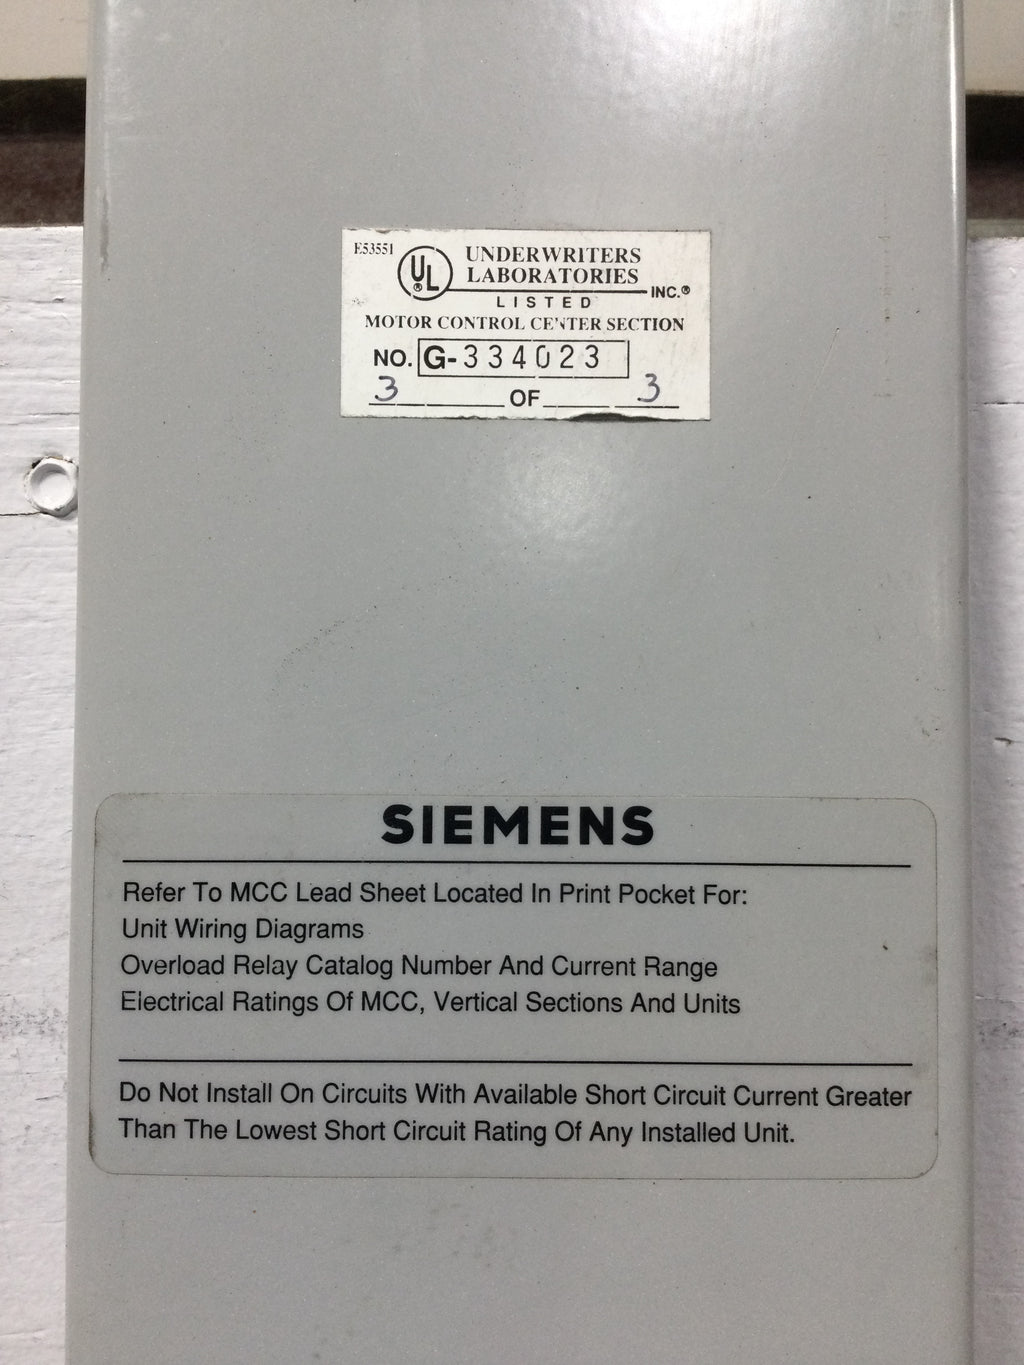 E53551
UL
®
UNDERWRITERS
LABORATORIES
INC.®
LISTED
MOTOR CONTROL CENTER SECTION
NO. G-334023
3 OF 3
SIEMENS
Refer To MCC Lead Sheet Located In Print Pocket For:
Unit Wiring Diagrams
Overload Relay Catalog Number And Current Range
Electrical Ratings Of MCC, Vertical Sections And Units
Do Not Install On Circuits With Available Short Circuit Current Greater
Than The Lowest Short Circuit Rating Of Any Installed Unit.